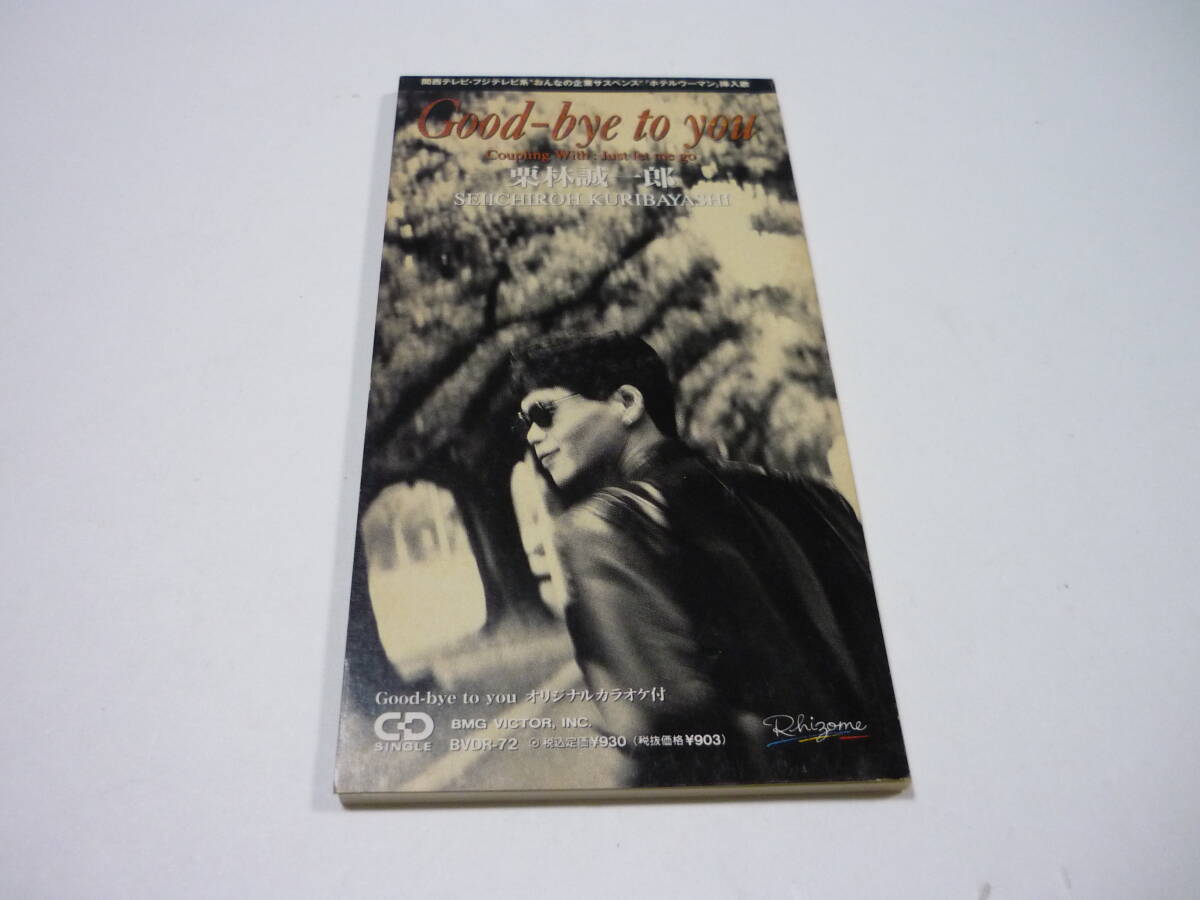 関西テレビ・フジテレビ系"おんなの企業サスペンス"「ホテルウーマン」挿入歌
Good-bye to you
Coupling With : Just let me go
栗林誠一郎
SEIICHIROH KURIBAYASHI
Good-bye to you オリジナルカラオケ付
CD SINGLE
BMG VICTOR, INC.
BVDR-72 税込定価¥930（税抜価格¥903）
Rhizome